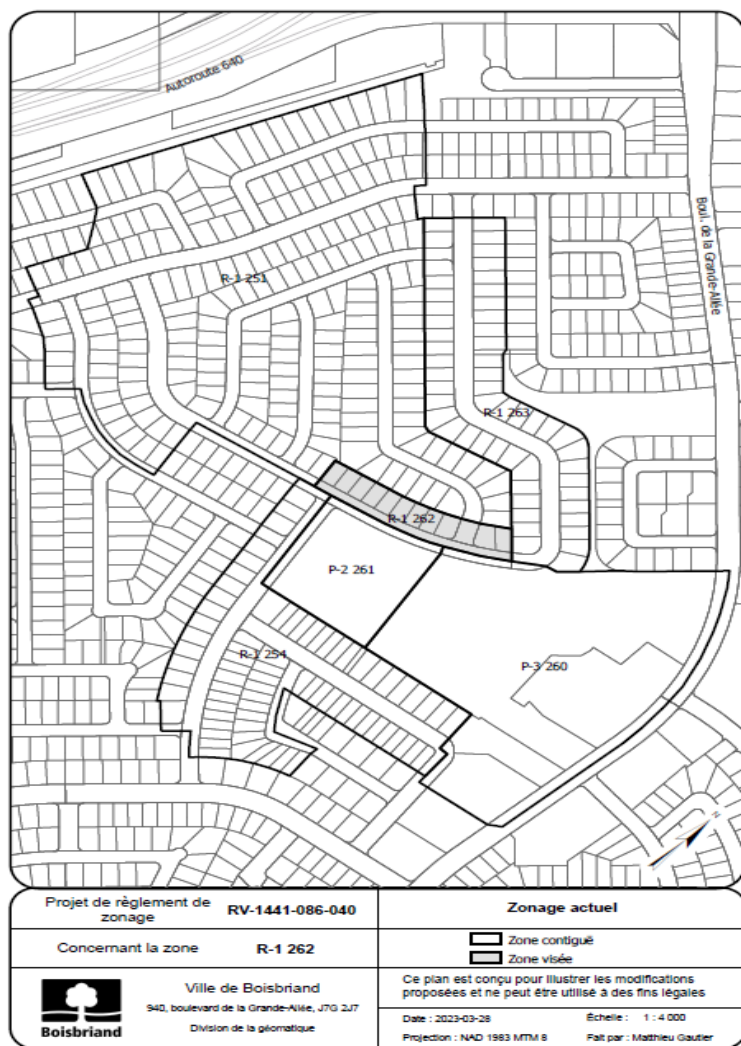 Autoroute 640
Boul. de la Grande-Allée
R-1 251
R-1 263
R-1 262
P-2 261
R-1 254
P-3 260
Projet de règlement de zonage RV-1441-086-040
Concernant la zone R-1 262
Zonage actuel
Zone contiguë
Zone visée
Boisbriand
Ville de Boisbriand
940, boulevard de la Grande-Allée, J7G 2J7
Division de la géomatique
Ce plan est conçu pour illustrer les modifications
proposées et ne peut être utilisé à des fins légales
Date : 2023-03-28 Échelle : 1 : 4 000
Projection : NAD 1983 MTM 8 Fait par : Matthieu Gautier